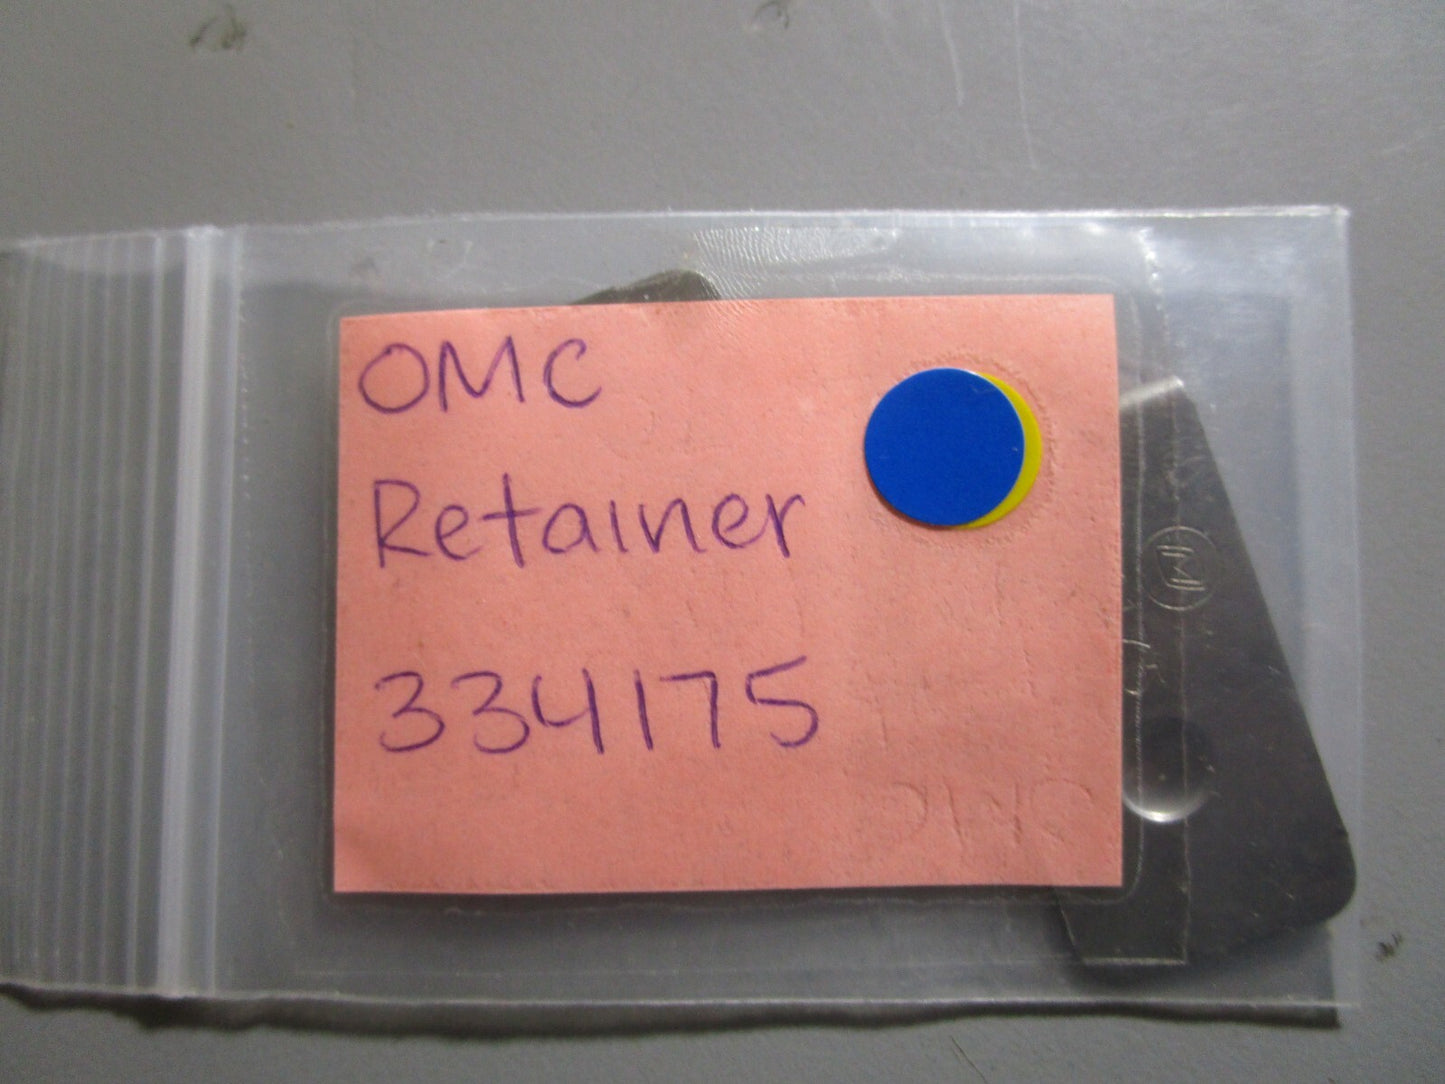 OMC
Retainer
334175
M